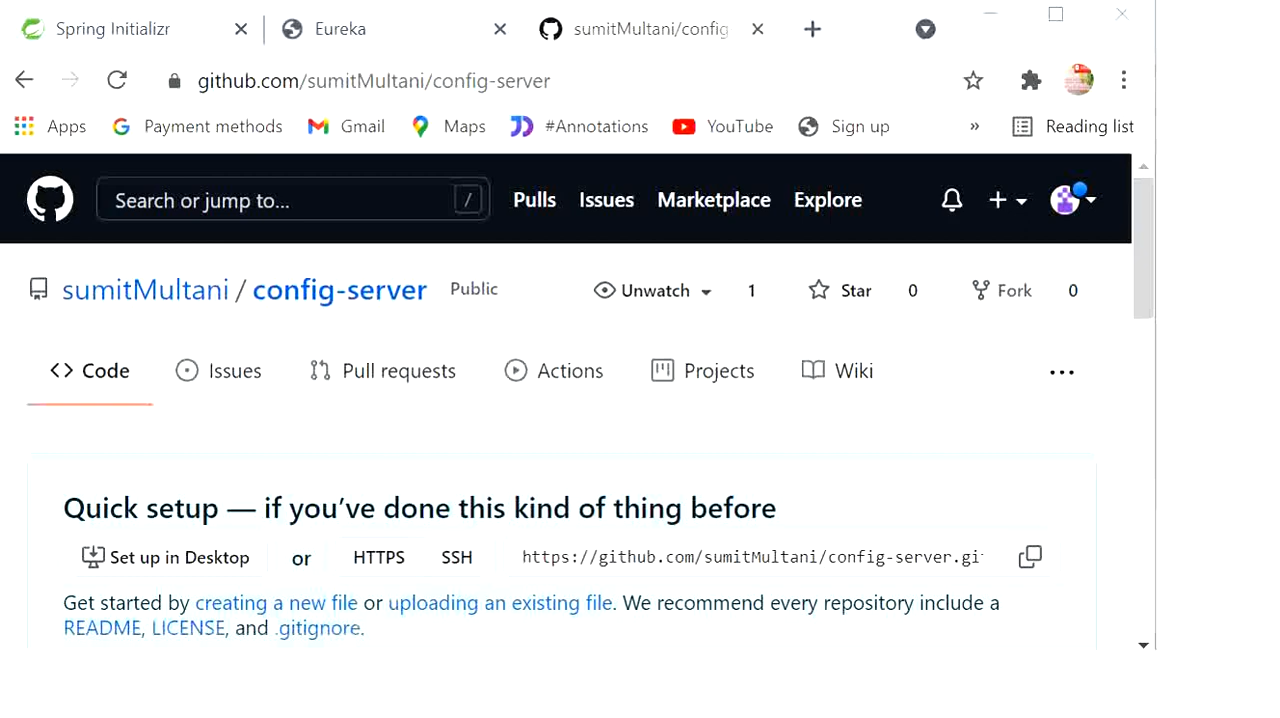 Spring Initializr Eureka sumitMultani/config
github.com/sumitMultani/config-server
Apps Payment methods Gmail Maps #Annotations YouTube Sign up » Reading list
Search or jump to... / Pulls Issues Marketplace Explore
sumitMultani / config-server Public Unwatch 1 Star 0 Fork 0
Code Issues Pull requests Actions Projects Wiki ...
Quick setup — if you’ve done this kind of thing before
Set up in Desktop or HTTPS SSH https://github.com/sumitMultani/config-server.git
Get started by creating a new file or uploading an existing file. We recommend every repository include a
README, LICENSE, and .gitignore.